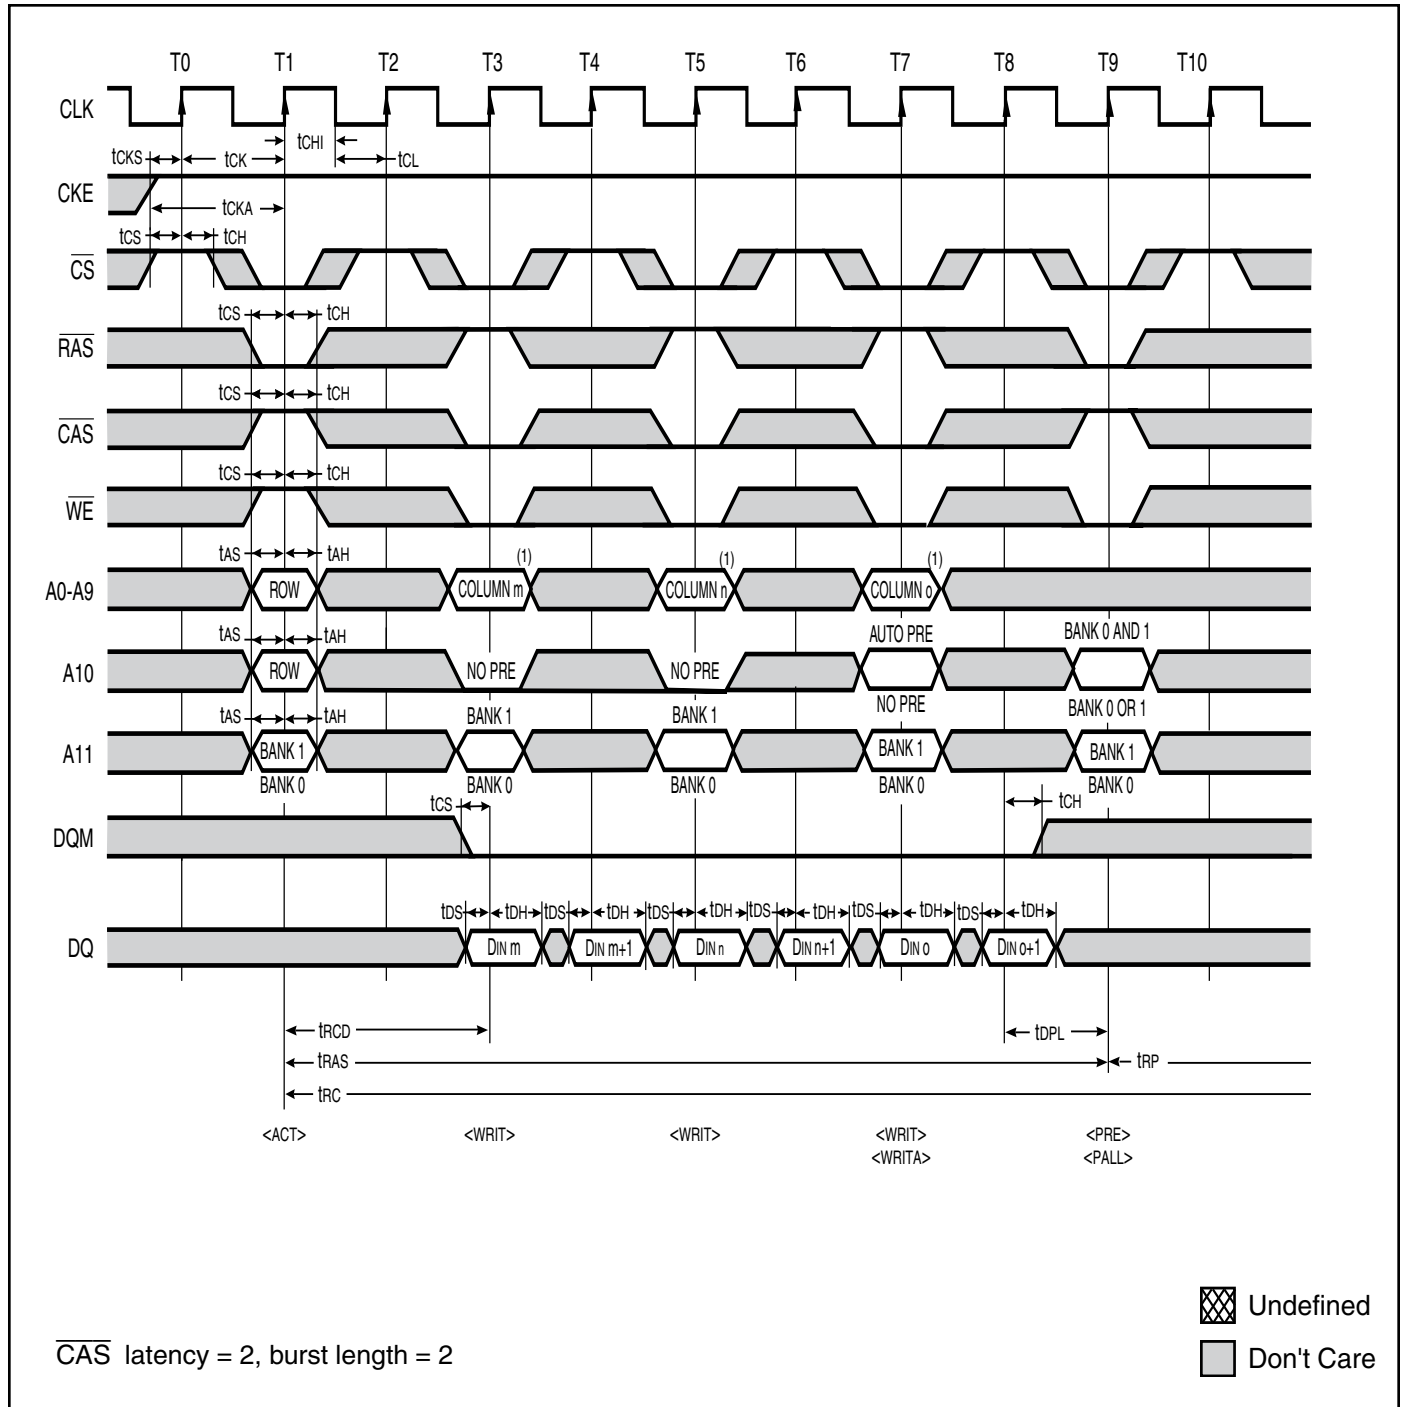 T0 T1 T2 T3 T4 T5 T6 T7 T8 T9 T10
CLK
tCHI
tCKS tCK tCL
CKE
tCKA
tCS tCH
CS
tCS tCH
RAS
tCS tCH
CAS
tCS tCH
WE
tAS tAH (1) (1) (1)
A0-A9 ROW COLUMN m COLUMN n COLUMN o
tAS tAH AUTO PRE BANK 0 AND 1
A10 ROW NO PRE NO PRE
NO PRE BANK 0 OR 1
tAS tAH BANK 1 BANK 1
A11 BANK 1 BANK 1 BANK 1
BANK 0 BANK 0 BANK 0 BANK 0 BANK 0
tCS tCH
DQM
tDS tDH tDS tDH tDS tDH tDS tDH tDS tDH tDS tDH
DQ DIN m DIN m+1 DIN n DIN n+1 DIN o DIN o+1
tRCD tDPL
tRAS tRP
tRC
<ACT> <WRIT> <WRIT> <WRIT> <PRE>
<WRITA> <PALL>
Undefined
CAS latency = 2, burst length = 2
Don't Care